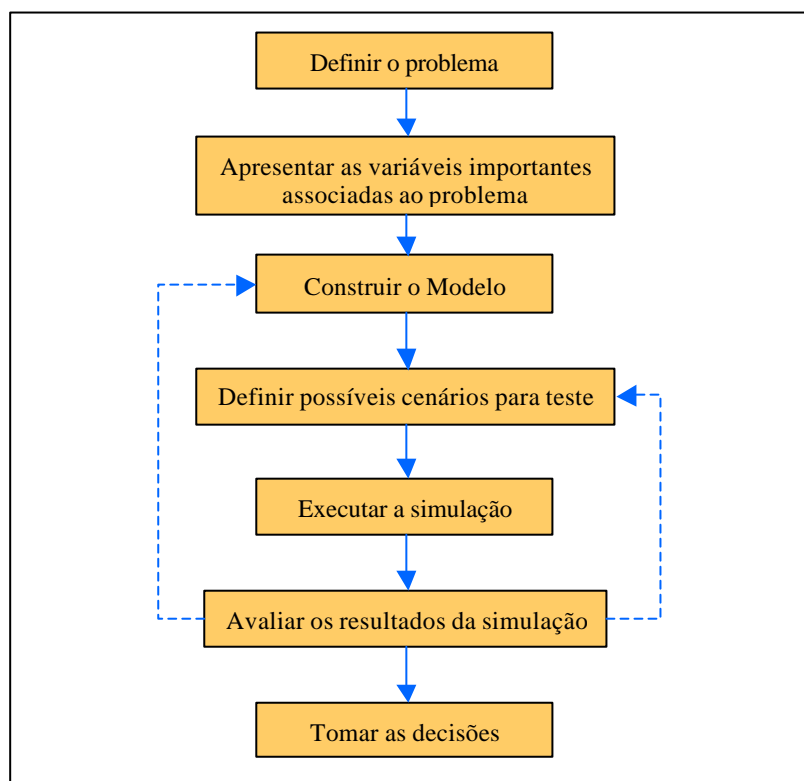 Definir o problema
Apresentar as variáveis importantes
associadas ao problema
Construir o Modelo
Definir possíveis cenários para teste
Executar a simulação
Avaliar os resultados da simulação
Tomar as decisões